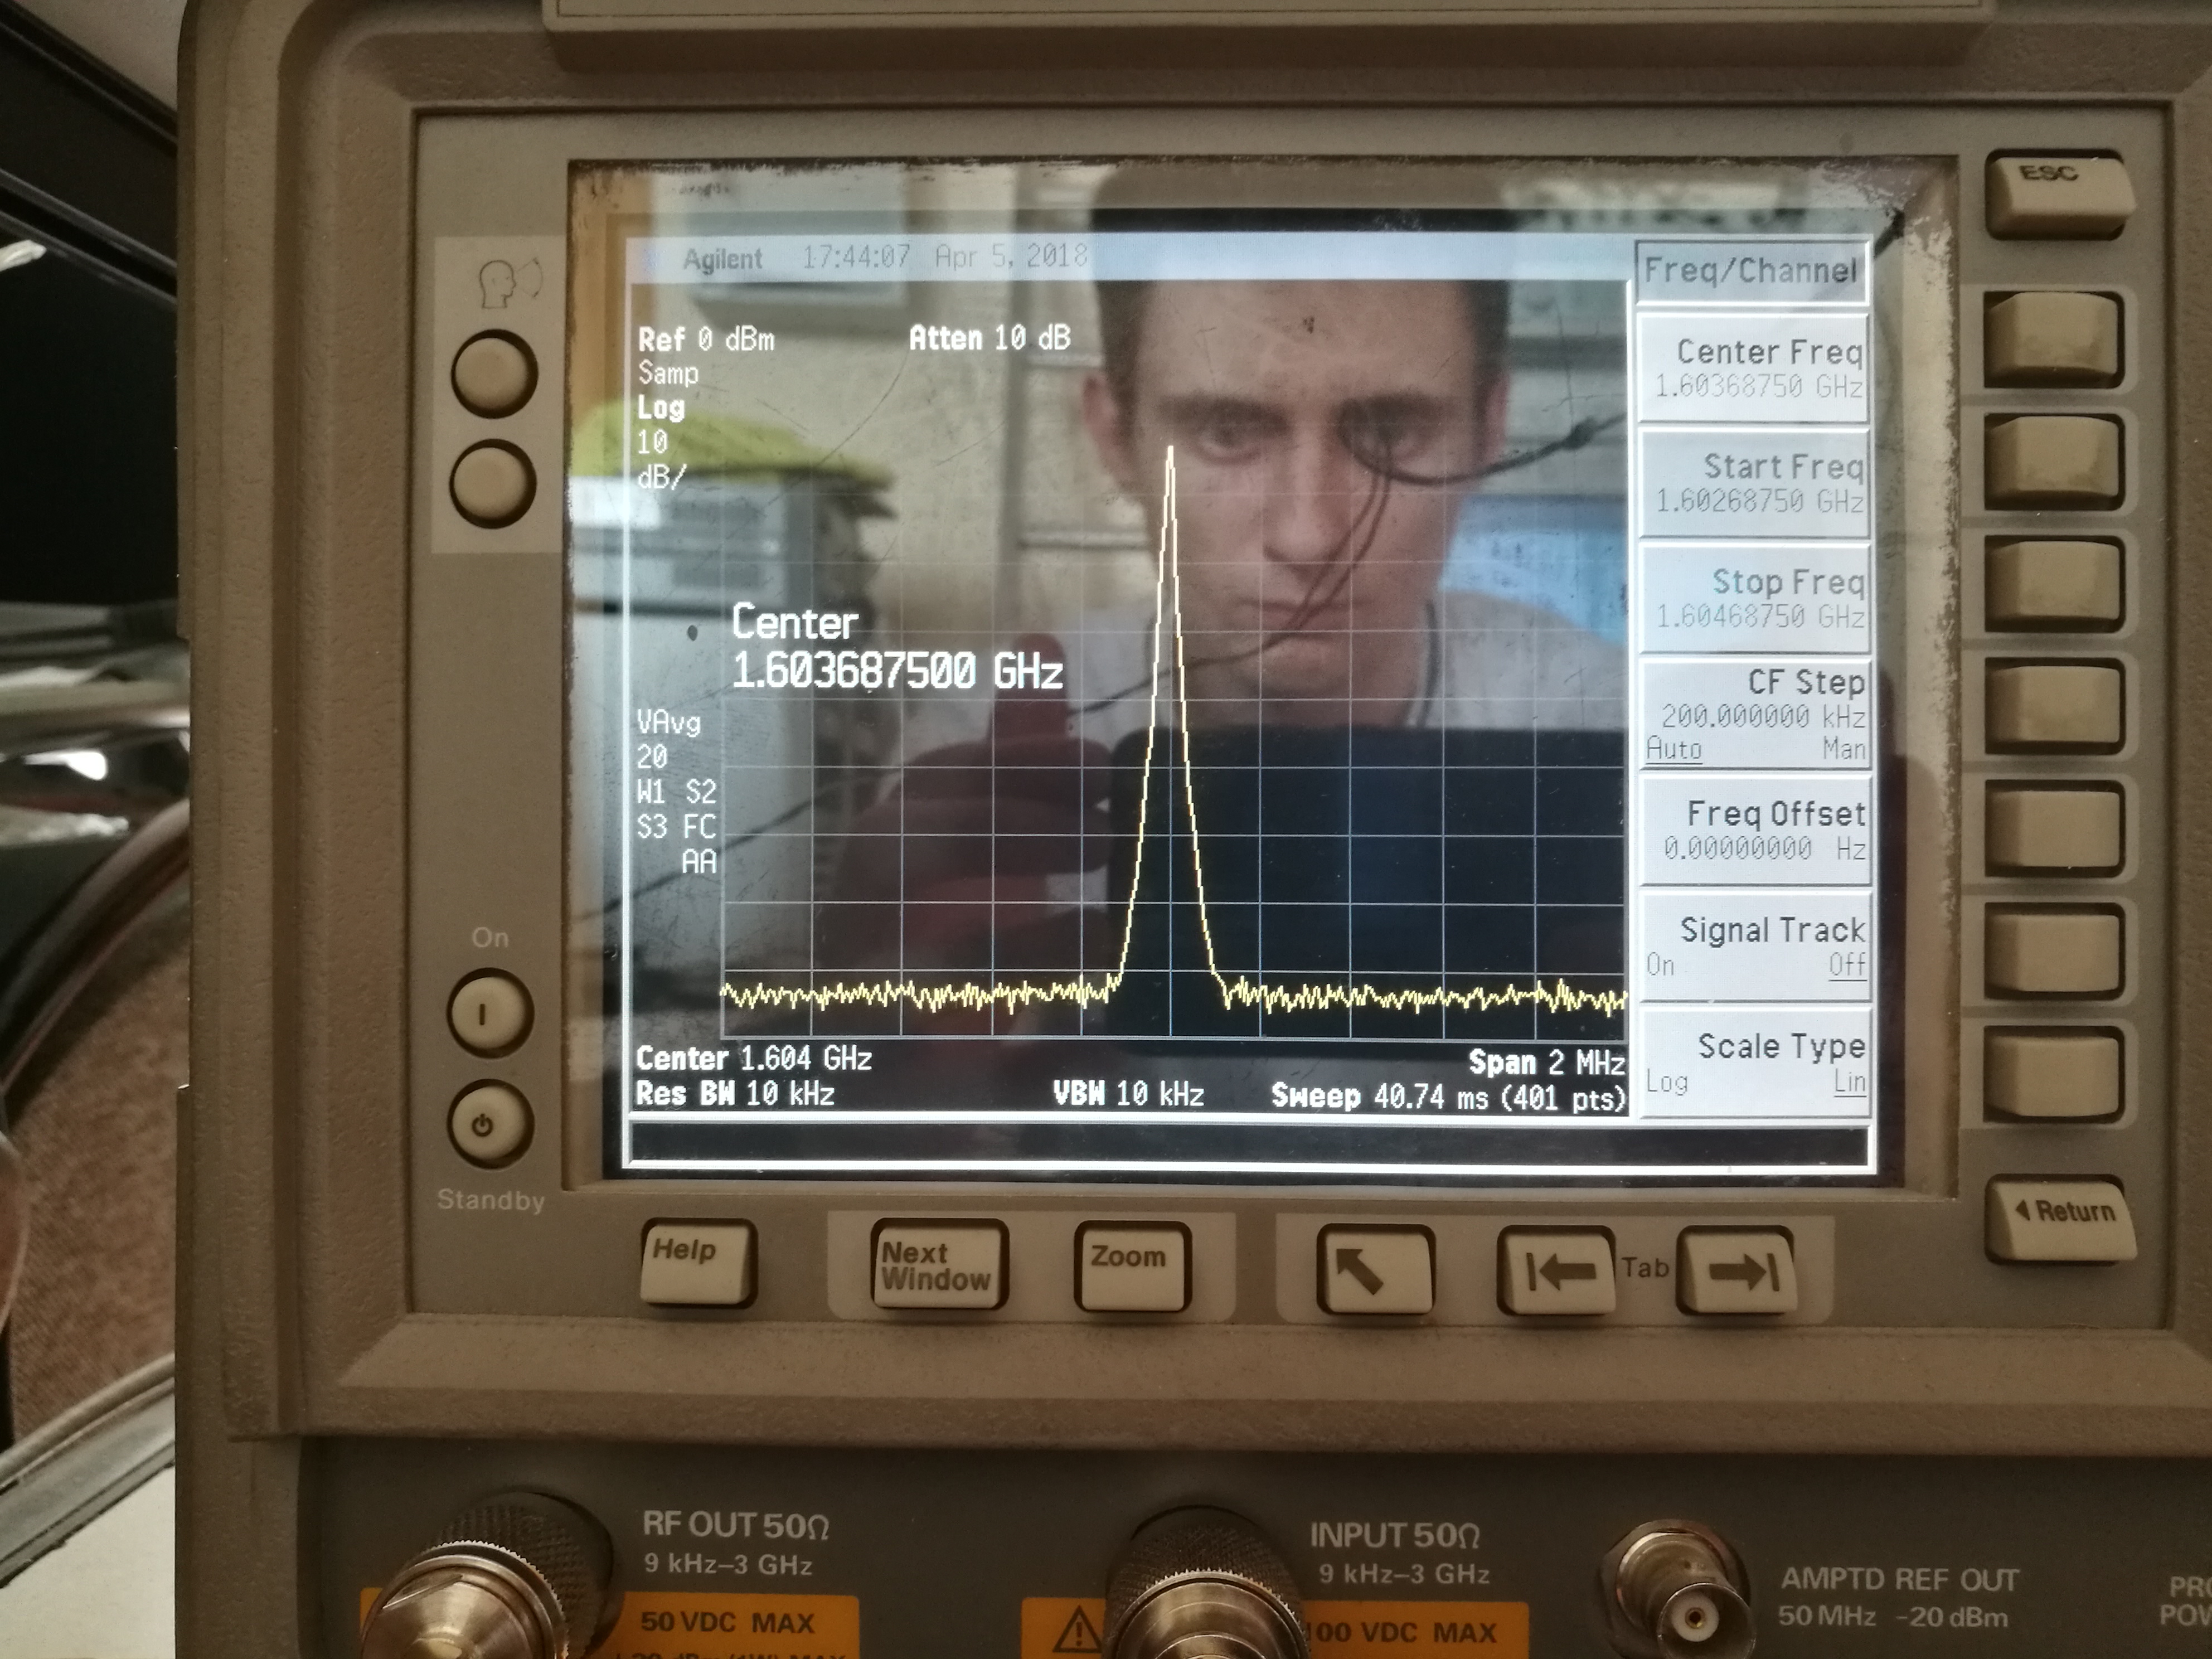 ESC
Agilent 17:44:07 Apr 5, 2018
Freq/Channel
Ref 0 dBm Atten 10 dB
Samp
Log
10
dB/
Center
1.603687500 GHz
VAvg
20
W1 S2
S3 FC
AA
Center 1.604 GHz Span 2 MHz
Res BW 10 kHz VBW 10 kHz Sweep 40.74 ms (401 pts)
Center Freq
1.60368750 GHz
Start Freq
1.60268750 GHz
Stop Freq
1.60468750 GHz
CF Step
200.000000 kHz
Auto Man
Freq Offset
0.00000000 Hz
Signal Track
On Off
Scale Type
Log Lin
On
Standby
Help
Next
Window
Zoom
Tab
Return
RF OUT 50Ω
9 kHz–3 GHz
50 VDC MAX
INPUT 50Ω
9 kHz–3 GHz
100 VDC MAX
AMPTD REF OUT
50 MHz -20 dBm